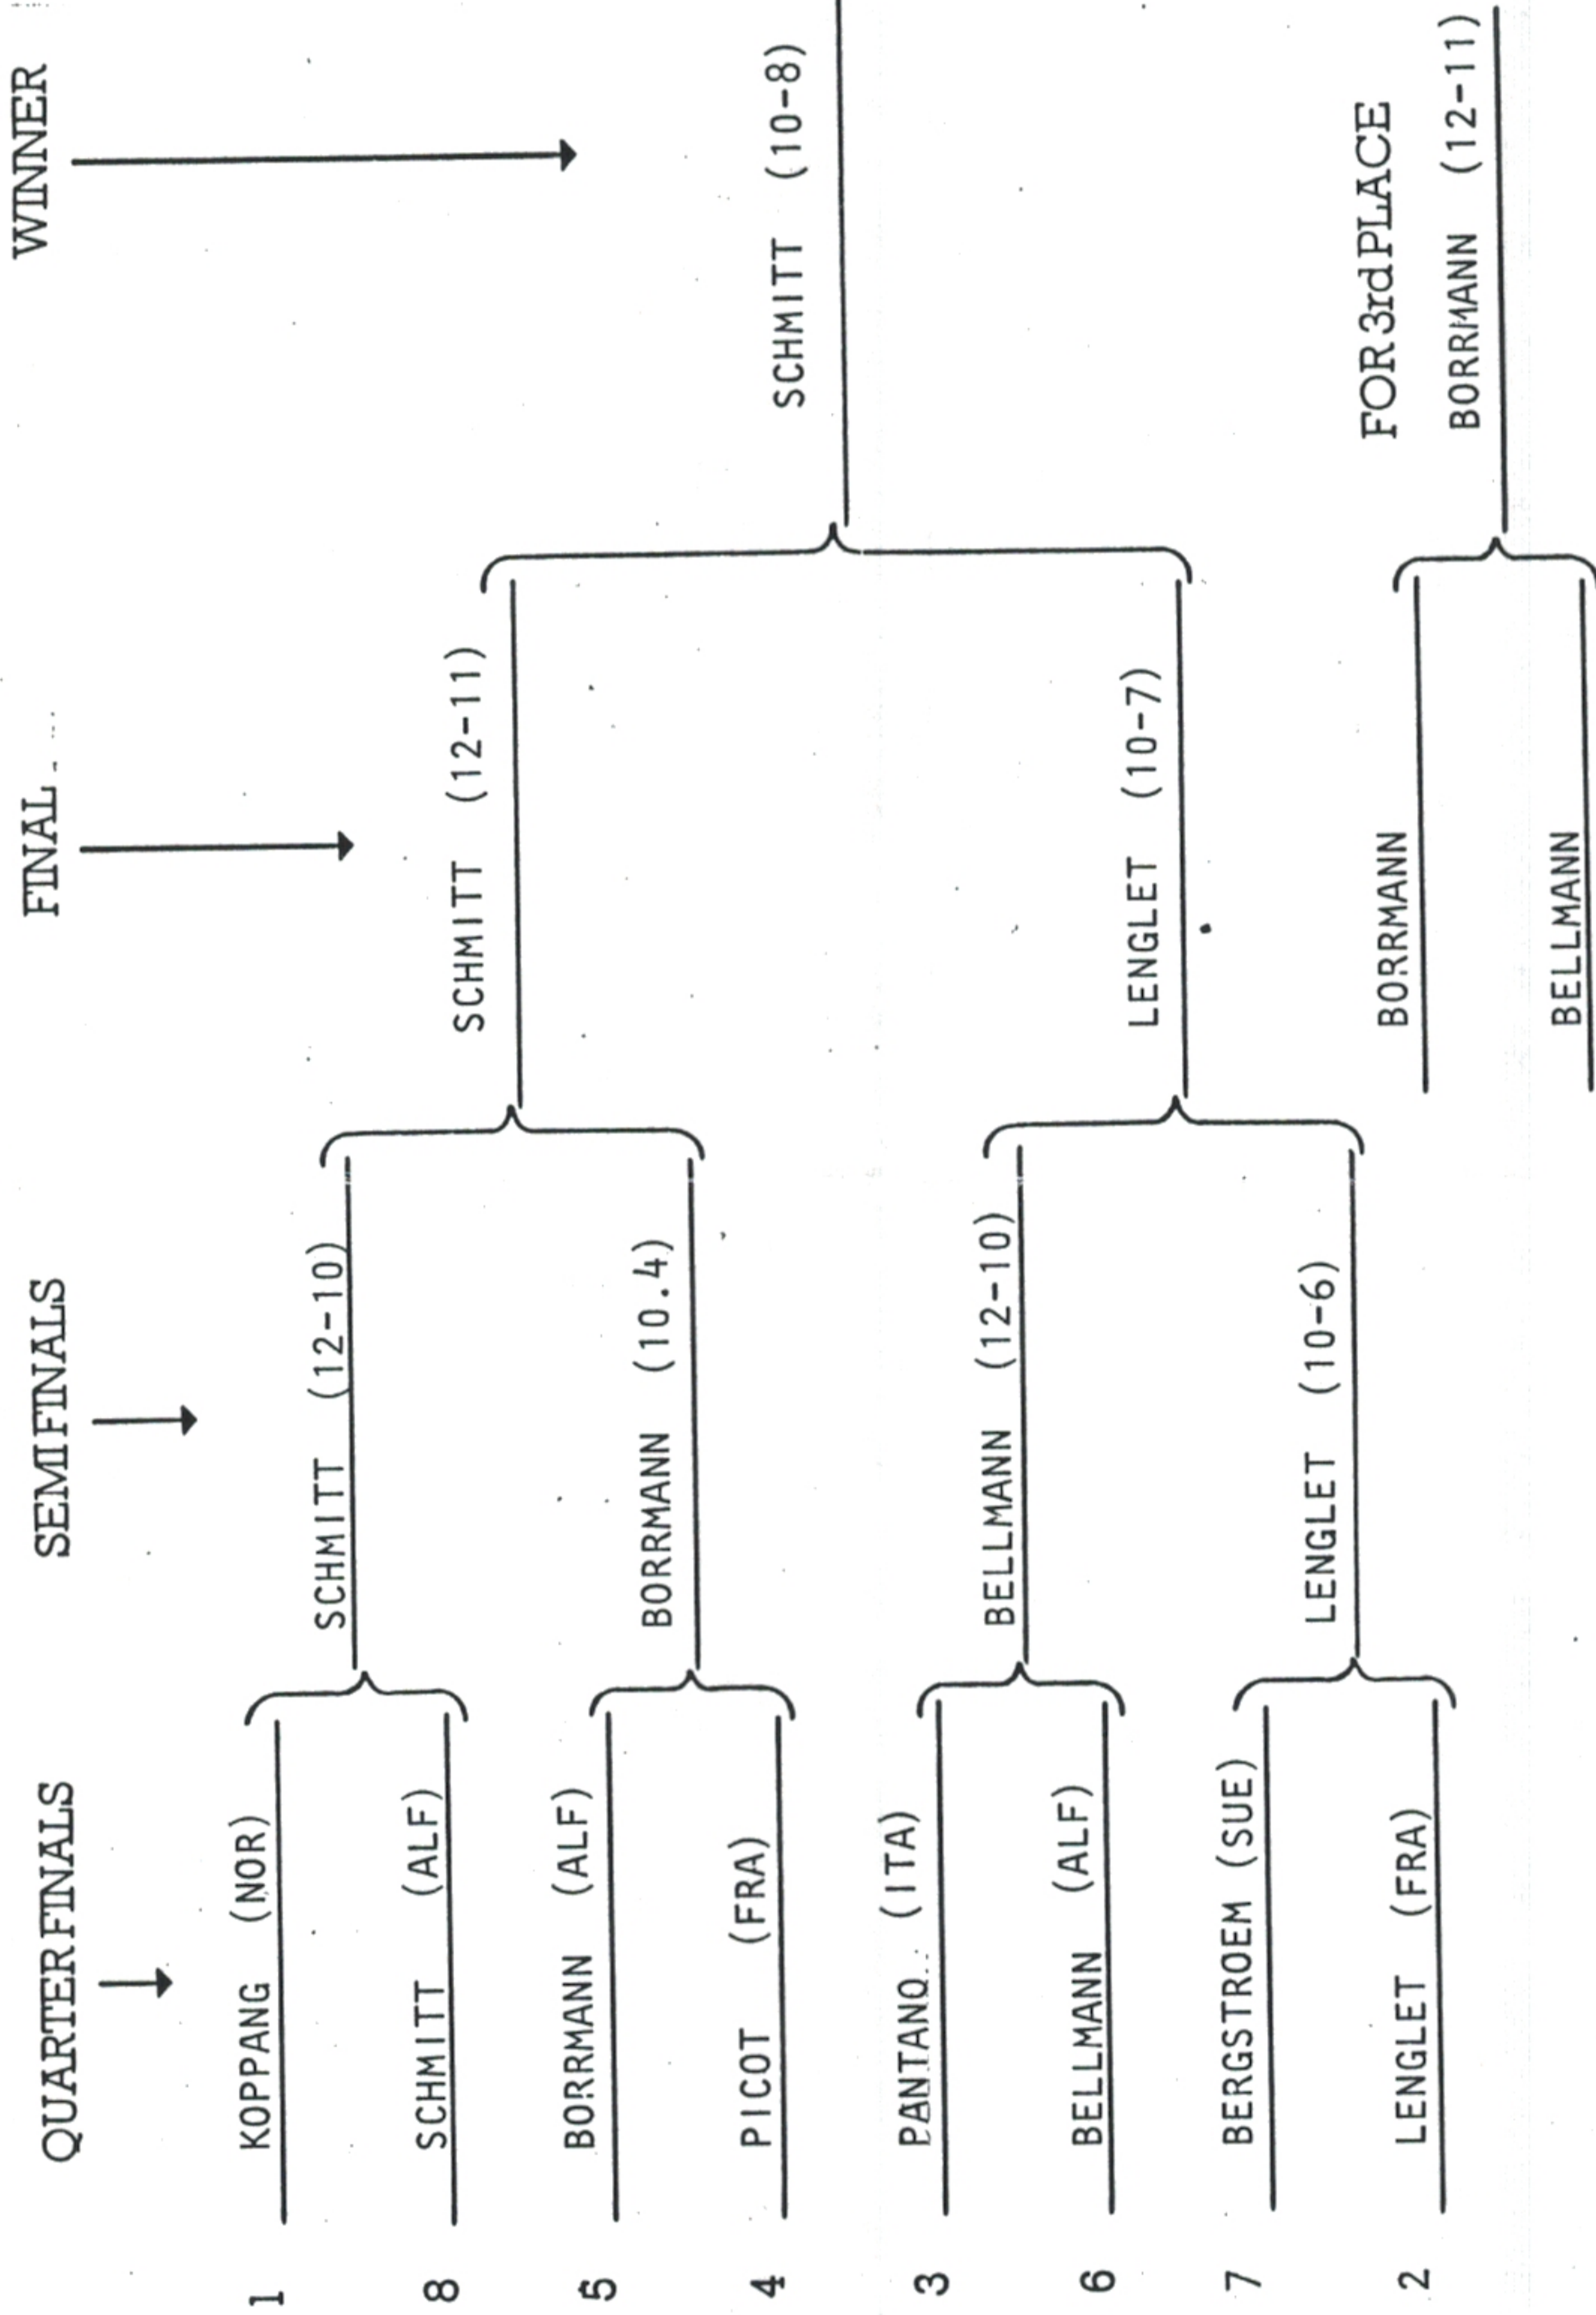 QUARTERFINALS SEMIFINALS FINAL WINNER
1 KOPPANG (NOR)
SCHMITT (12-10)
8 SCHMITT (ALF)
SCHMITT (12-11)
5 BORRMANN (ALF)
BORRMANN (10.4)
4 PICOT (FRA)
SCHMITT (10-8)
3 PANTANO (ITA)
BELLMANN (12-10)
6 BELLMANN (ALF)
LENGLET (10-7)
7 BERGSTROEM (SUE)
LENGLET (10-6)
2 LENGLET (FRA)
FOR 3rd PLACE
BORRMANN
BORRMANN (12-11)
BELLMANN